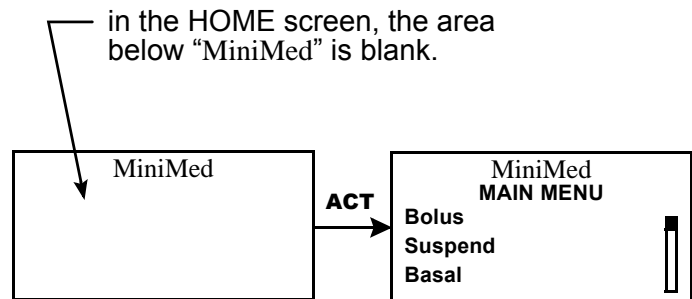 in the HOME screen, the area
below “MiniMed” is blank.
MiniMed
ACT
MiniMed
MAIN MENU
Bolus
Suspend
Basal